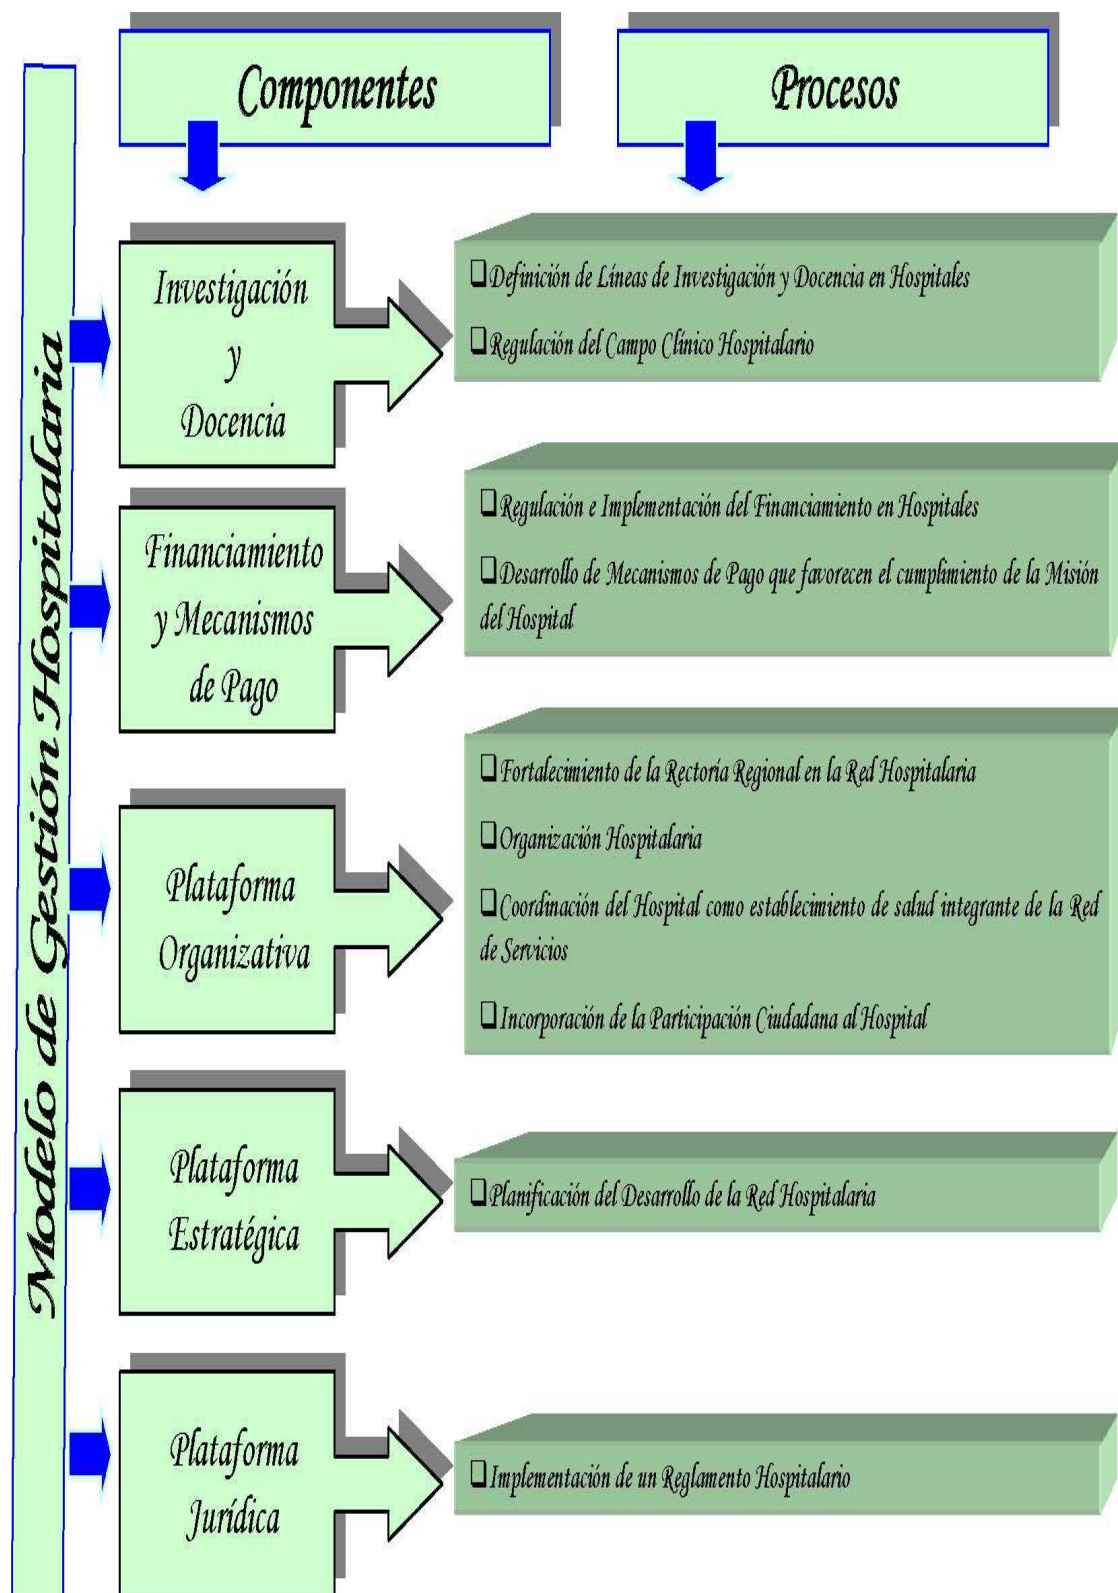 Componentes
Procesos
Modelo de Gestión Hospitalaria
Investigación
y
Docencia
❑Definición de Líneas de Investigación y Docencia en Hospitales
❑Regulación del Campo Clínico Hospitalario
Financiamiento
y Mecanismos
de Pago
❑Regulación e Implementación del Financiamiento en Hospitales
❑Desarrollo de Mecanismos de Pago que favorecen el cumplimiento de la Misión
del Hospital
Plataforma
Organizativa
❑Fortalecimiento de la Rectoría Regional en la Red Hospitalaria
❑Organización Hospitalaria
❑Coordinación del Hospital como establecimiento de salud integrante de la Red
de Servicios
❑Incorporación de la Participación Ciudadana al Hospital
Plataforma
Estratégica
❑Planificación del Desarrollo de la Red Hospitalaria
Plataforma
Jurídica
❑Implementación de un Reglamento Hospitalario